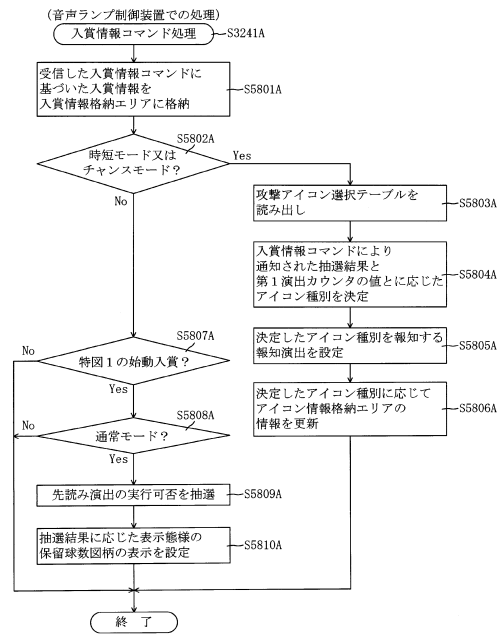 (音声ランプ制御装置での処理)
入賞情報コマンド処理
S3241A
受信した入賞情報コマンドに
基づいた入賞情報を
入賞情報格納エリアに格納
S5801A
S5802A
時短モード又は
チャンスモード?
Yes
No
攻撃アイコン選択テーブルを
読み出し
S5803A
入賞情報コマンドにより
通知された抽選結果と
第1演出カウンタの値とに応じた
アイコン種別を決定
S5804A
決定したアイコン種別を報知する
報知演出を設定
S5805A
決定したアイコン種別に応じて
アイコン情報格納エリアの
情報を更新
S5806A
S5807A
特図1の始動入賞?
No
Yes
S5808A
通常モード?
No
Yes
先読み演出の実行可否を抽選
S5809A
抽選結果に応じた表示態様の
保留球数図柄の表示を設定
S5810A
終 了